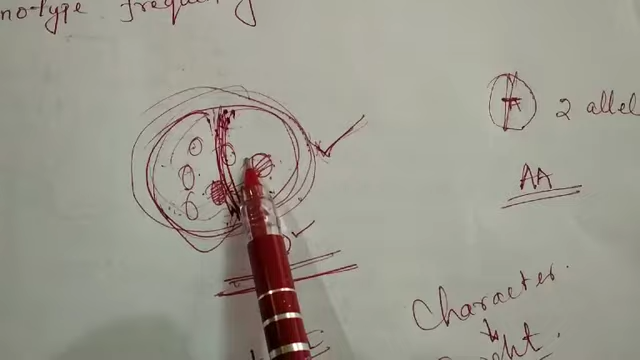 no-type frequency
A 2 allel
AA
Character.